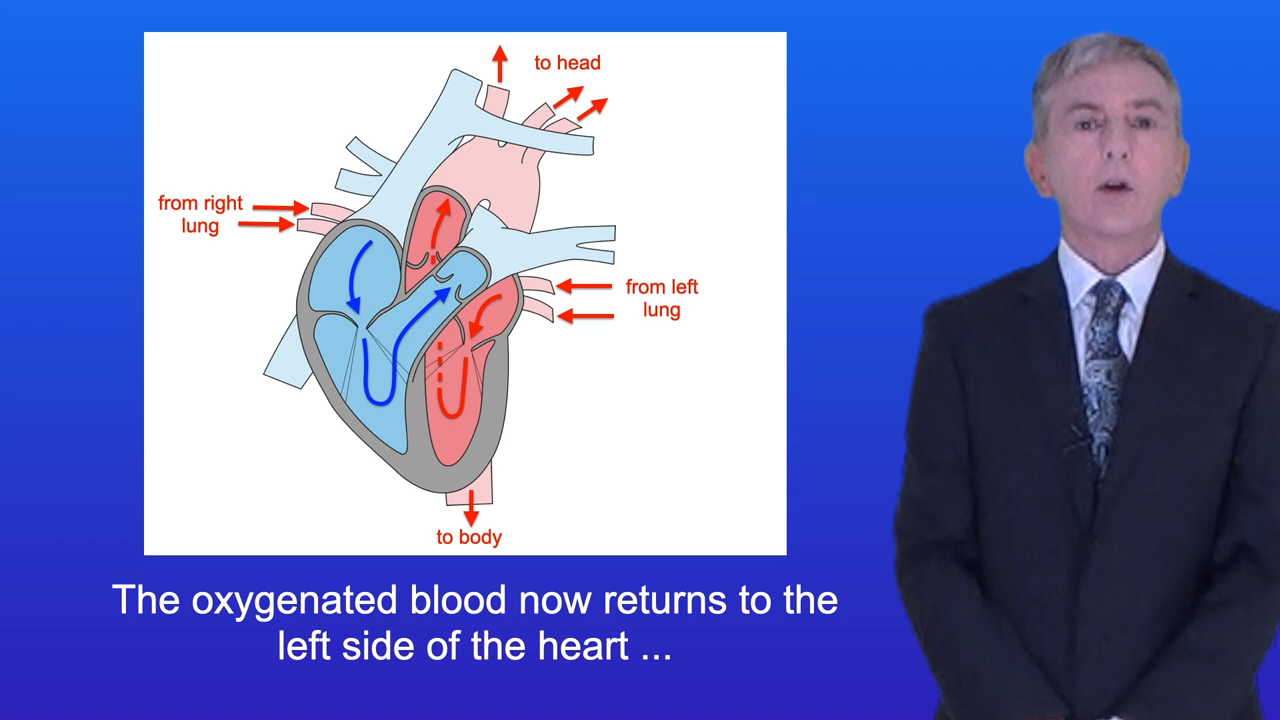 to head
from right
lung
from left
lung
to body
The oxygenated blood now returns to the
left side of the heart ...